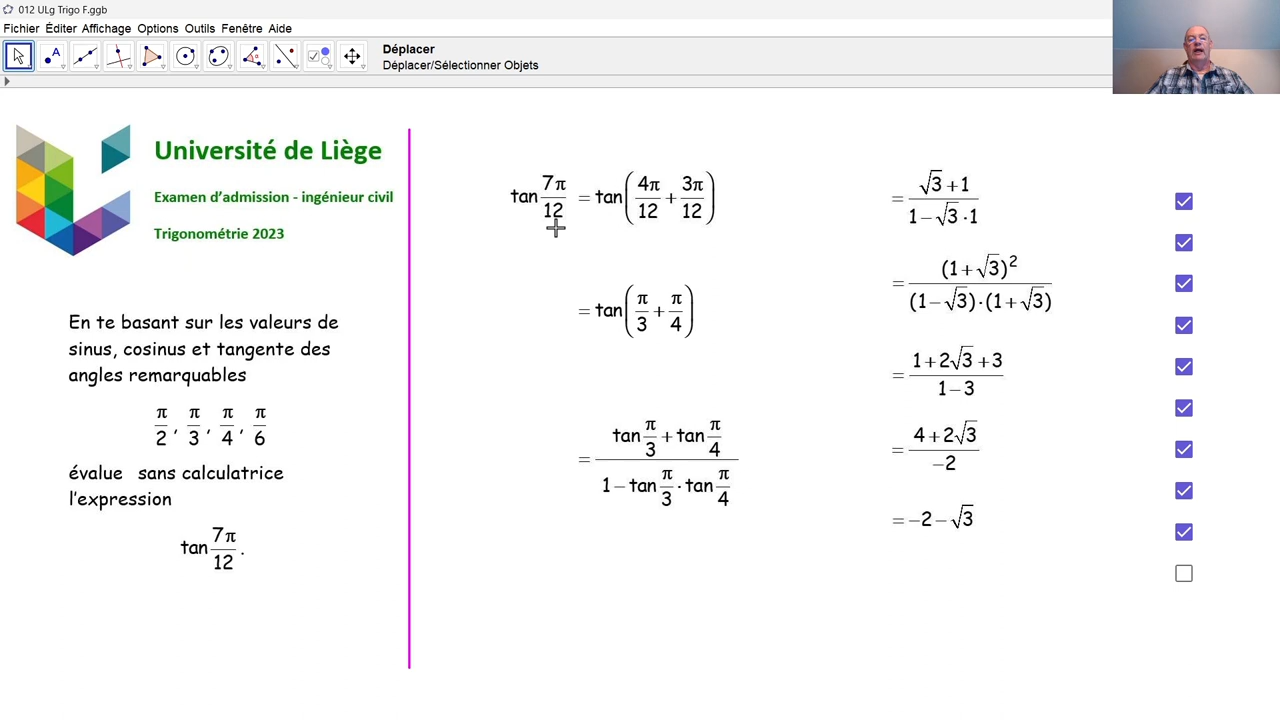 012 ULg Trigo F.ggb
Fichier Éditer Affichage Options Outils Fenêtre Aide
Déplacer
Déplacer/Sélectionner Objets
Université de Liège
Examen d’admission - ingénieur civil
Trigonométrie 2023
En te basant sur les valeurs de
sinus, cosinus et tangente des
angles remarquables
π/2 , π/3 , π/4 , π/6
évalue sans calculatrice
l’expression
tan 7π/12 .
tan 7π/12 = tan(4π/12 + 3π/12)
= tan(π/3 + π/4)
= (tan π/3 + tan π/4)/(1 − tan π/3 · tan π/4)
= (√3 + 1)/(1 − √3 · 1)
= (1 + √3)²/((1 − √3) · (1 + √3))
= (1 + 2√3 + 3)/(1 − 3)
= (4 + 2√3)/(−2)
= −2 − √3